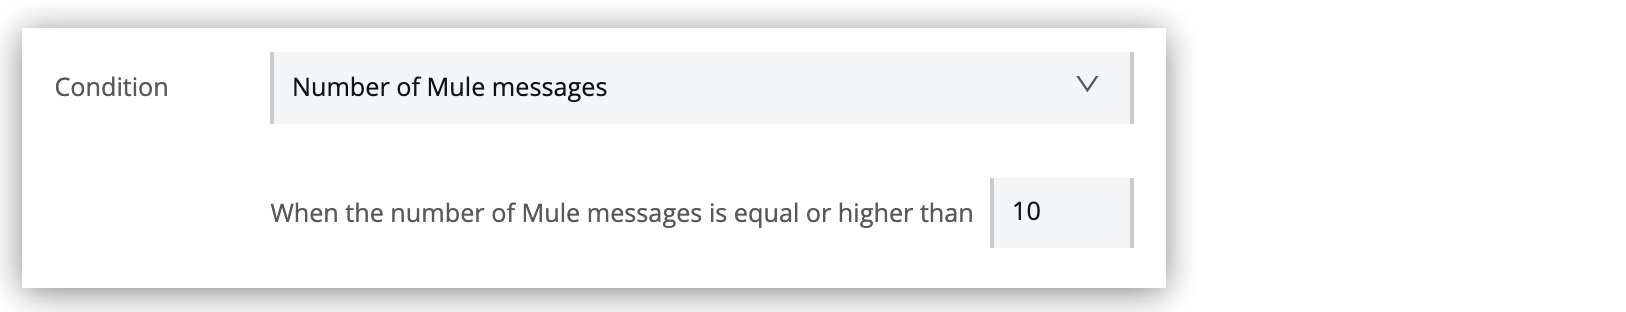 Condition
Number of Mule messages
When the number of Mule messages is equal or higher than 10